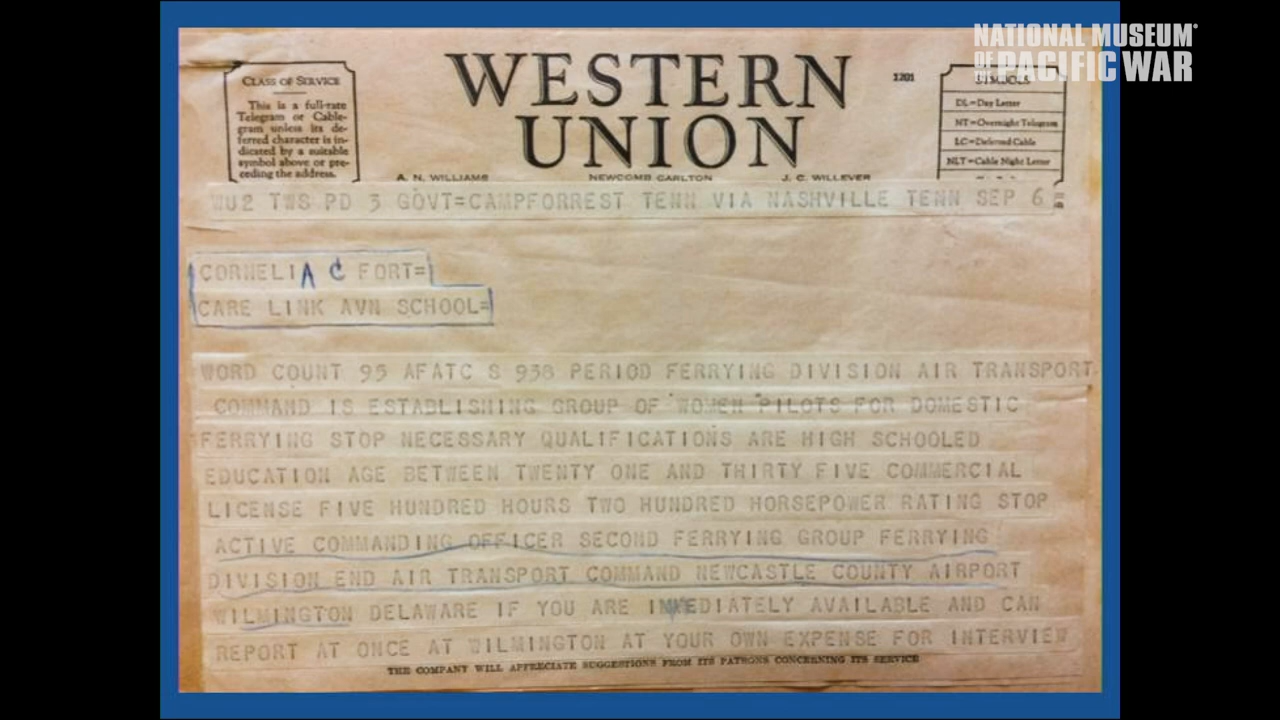 NATIONAL MUSEUM
OF THE PACIFIC WAR
CLASS OF SERVICE
This is a full-rate
Telegram or Cable-
gram unless its de-
ferred character is in-
dicated by a suitable
symbol above or pre-
ceding the address.
WESTERN
UNION
1201
SYMBOLS
DL=Day Letter
NT=Overnight Telegram
LC=Deferred Cable
NLT=Cable Night Letter
A. N. WILLIAMS
NEWCOMB CARLTON
J. C. WILLEVER
WU2 TWS PD 3 GOVT=CAMPFORREST TENN VIA NASHVILLE TENN SEP 6
CORNELIA C FORT=
CARE LINK AVN SCHOOL=
WORD COUNT 95 AFATC S 938 PERIOD FERRYING DIVISION AIR TRANSPORT
COMMAND IS ESTABLISHING GROUP OF WOMEN PILOTS FOR DOMESTIC
FERRYING STOP NECESSARY QUALIFICATIONS ARE HIGH SCHOOLED
EDUCATION AGE BETWEEN TWENTY ONE AND THIRTY FIVE COMMERCIAL
LICENSE FIVE HUNDRED HOURS TWO HUNDRED HORSEPOWER RATING STOP
ACTIVE COMMANDING OFFICER SECOND FERRYING GROUP FERRYING
DIVISION END AIR TRANSPORT COMMAND NEWCASTLE COUNTY AIRPORT
WILMINGTON DELAWARE IF YOU ARE IMMEDIATELY AVAILABLE AND CAN
REPORT AT ONCE AT WILMINGTON AT YOUR OWN EXPENSE FOR INTERVIEW
THE COMPANY WILL APPRECIATE SUGGESTIONS FROM ITS PATRONS CONCERNING ITS SERVICE